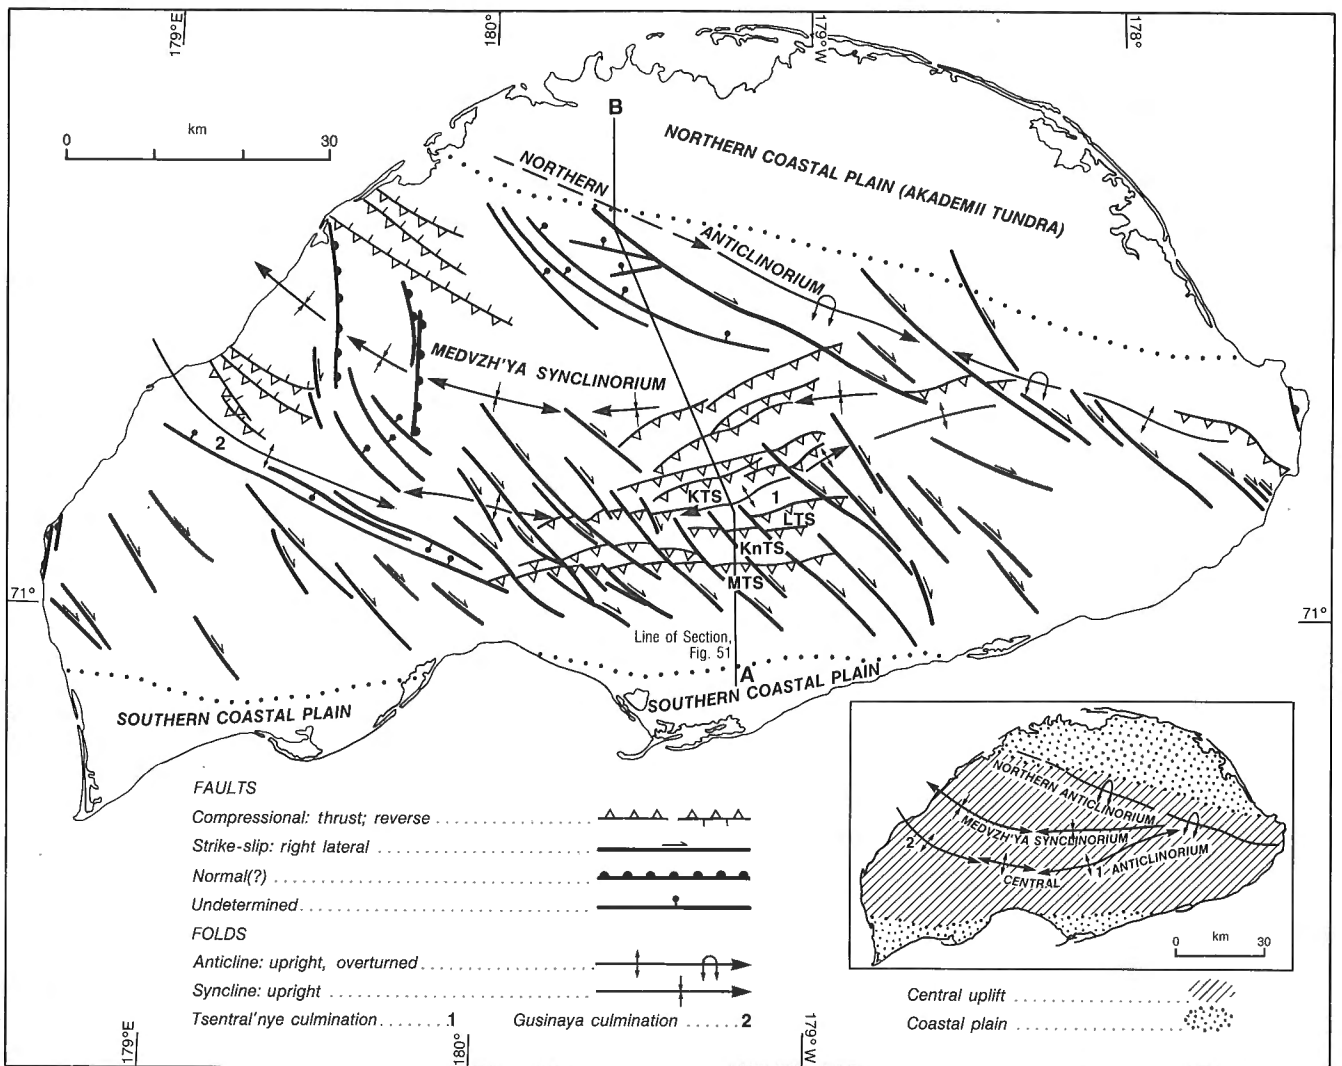 179°E
180°
179°W
178°
km
0
30
B
NORTHERN COASTAL PLAIN (AKADEMII TUNDRA)
NORTHERN
ANTICLINORIUM
MEDVZH'YA SYNCLINORIUM
2
KTS
1
LTS
KnTS
MTS
71°
71°
Line of Section,
Fig. 51
A
SOUTHERN COASTAL PLAIN
SOUTHERN COASTAL PLAIN
FAULTS
Compressional: thrust; reverse
Strike-slip: right lateral
Normal(?)
Undetermined
FOLDS
Anticline: upright, overturned
Syncline: upright
Tsentral'nye culmination.......1
Gusinaya culmination.....2
NORTHERN ANTICLINORIUM
MEDVZH'YA SYNCLINORIUM
2
1 ANTICLINORIUM
CENTRAL
km
0
30
Central uplift
Coastal plain
179°E
180°
179°W